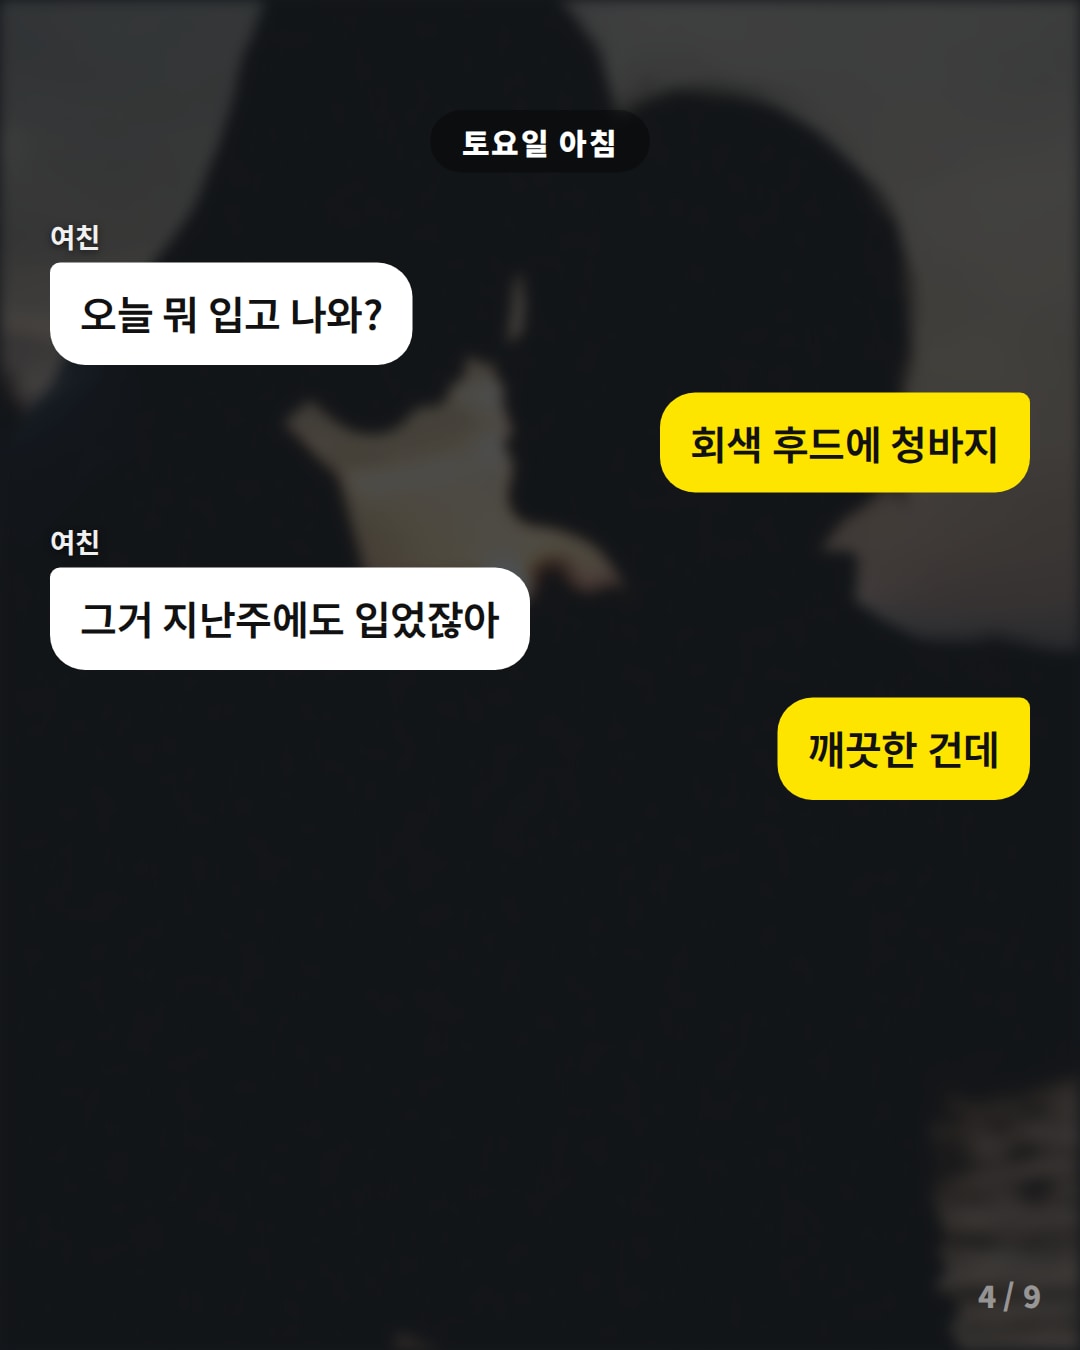 토요일 아침
여친
오늘 뭐 입고 나와?
회색 후드에 청바지
여친
그거 지난주에도 입었잖아
깨끗한 건데
4 / 9